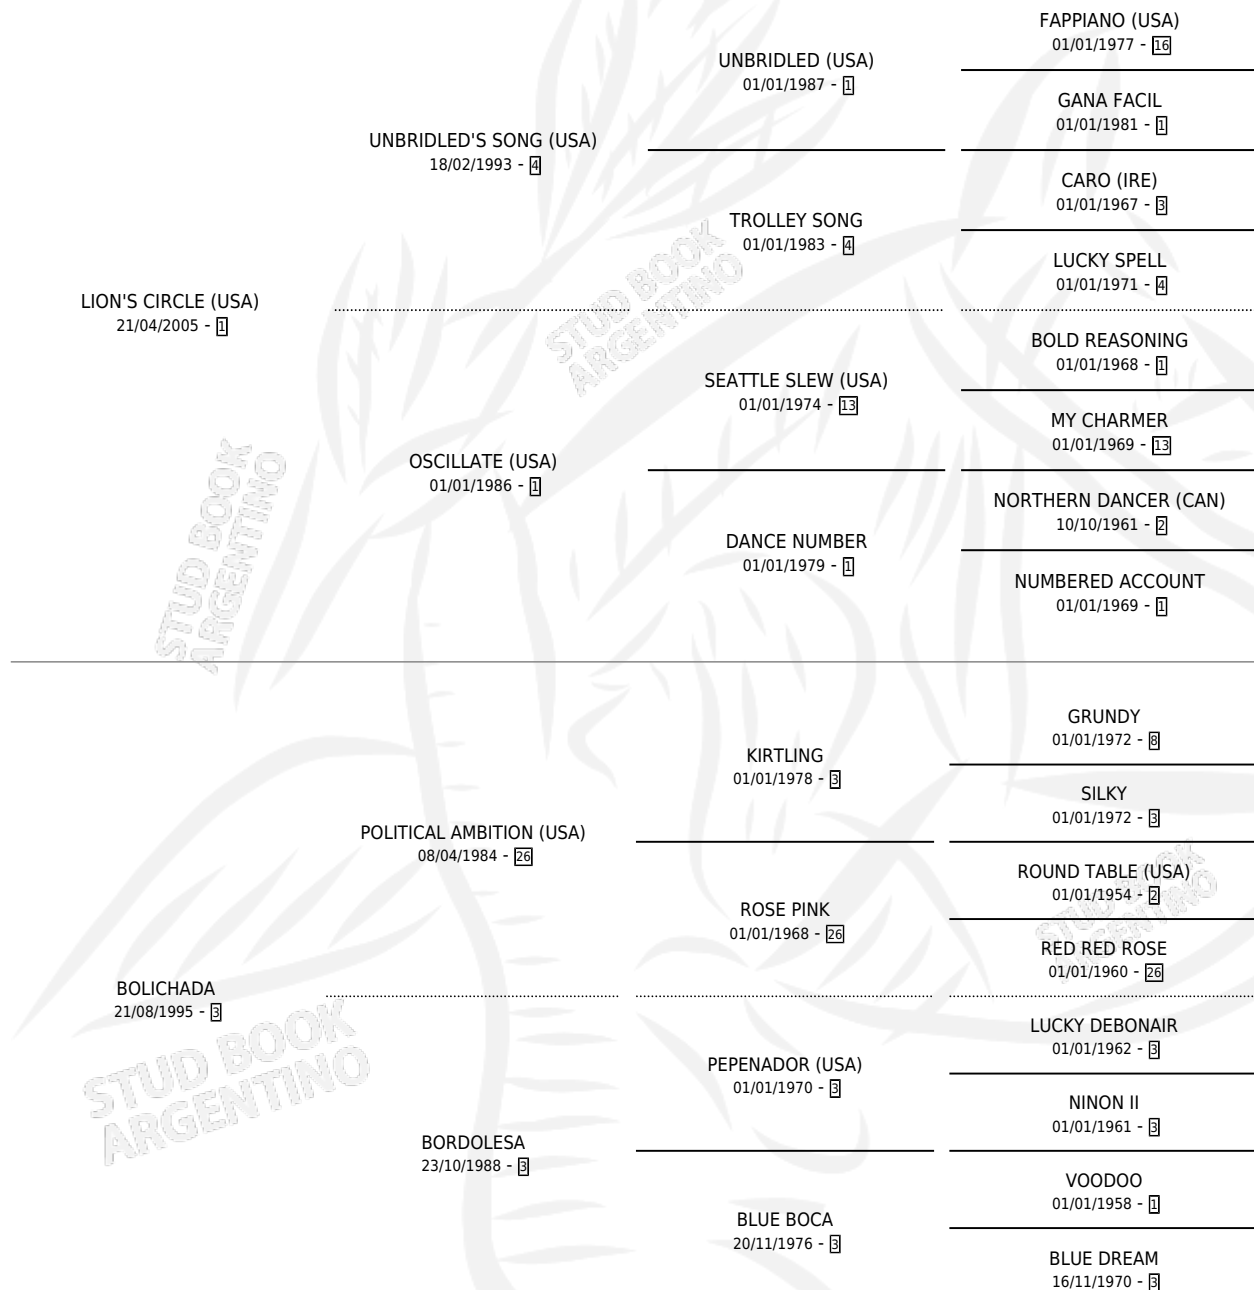 FAPPIANO (USA)
01/01/1977 - 16
UNBRIDLED (USA)
01/01/1987 - 1
GANA FACIL
01/01/1981 - 1
UNBRIDLED'S SONG (USA)
18/02/1993 - 4
CARO (IRE)
01/01/1967 - 3
TROLLEY SONG
01/01/1983 - 4
LUCKY SPELL
01/01/1971 - 4
LION'S CIRCLE (USA)
21/04/2005 - 1
STUD BOOK
ARGENTINO
BOLD REASONING
01/01/1968 - 1
SEATTLE SLEW (USA)
01/01/1974 - 13
MY CHARMER
01/01/1969 - 13
OSCILLATE (USA)
01/01/1986 - 1
NORTHERN DANCER (CAN)
10/10/1961 - 2
DANCE NUMBER
01/01/1979 - 1
NUMBERED ACCOUNT
01/01/1969 - 1
STUD BOOK
ARGENTINO
GRUNDY
01/01/1972 - 8
KIRTLING
01/01/1978 - 3
SILKY
01/01/1972 - 3
POLITICAL AMBITION (USA)
08/04/1984 - 26
ROUND TABLE (USA)
01/01/1954 - 2
ROSE PINK
01/01/1968 - 26
STUD BOOK
ARGENTINO
RED RED ROSE
01/01/1960 - 26
BOLICHADA
21/08/1995 - 3
LUCKY DEBONAIR
01/01/1962 - 3
PEPENADOR (USA)
01/01/1970 - 3
STUD BOOK
ARGENTINO
NINON II
01/01/1961 - 3
BORDOLESA
23/10/1988 - 3
VOODOO
01/01/1958 - 1
BLUE BOCA
20/11/1976 - 3
BLUE DREAM
16/11/1970 - 3